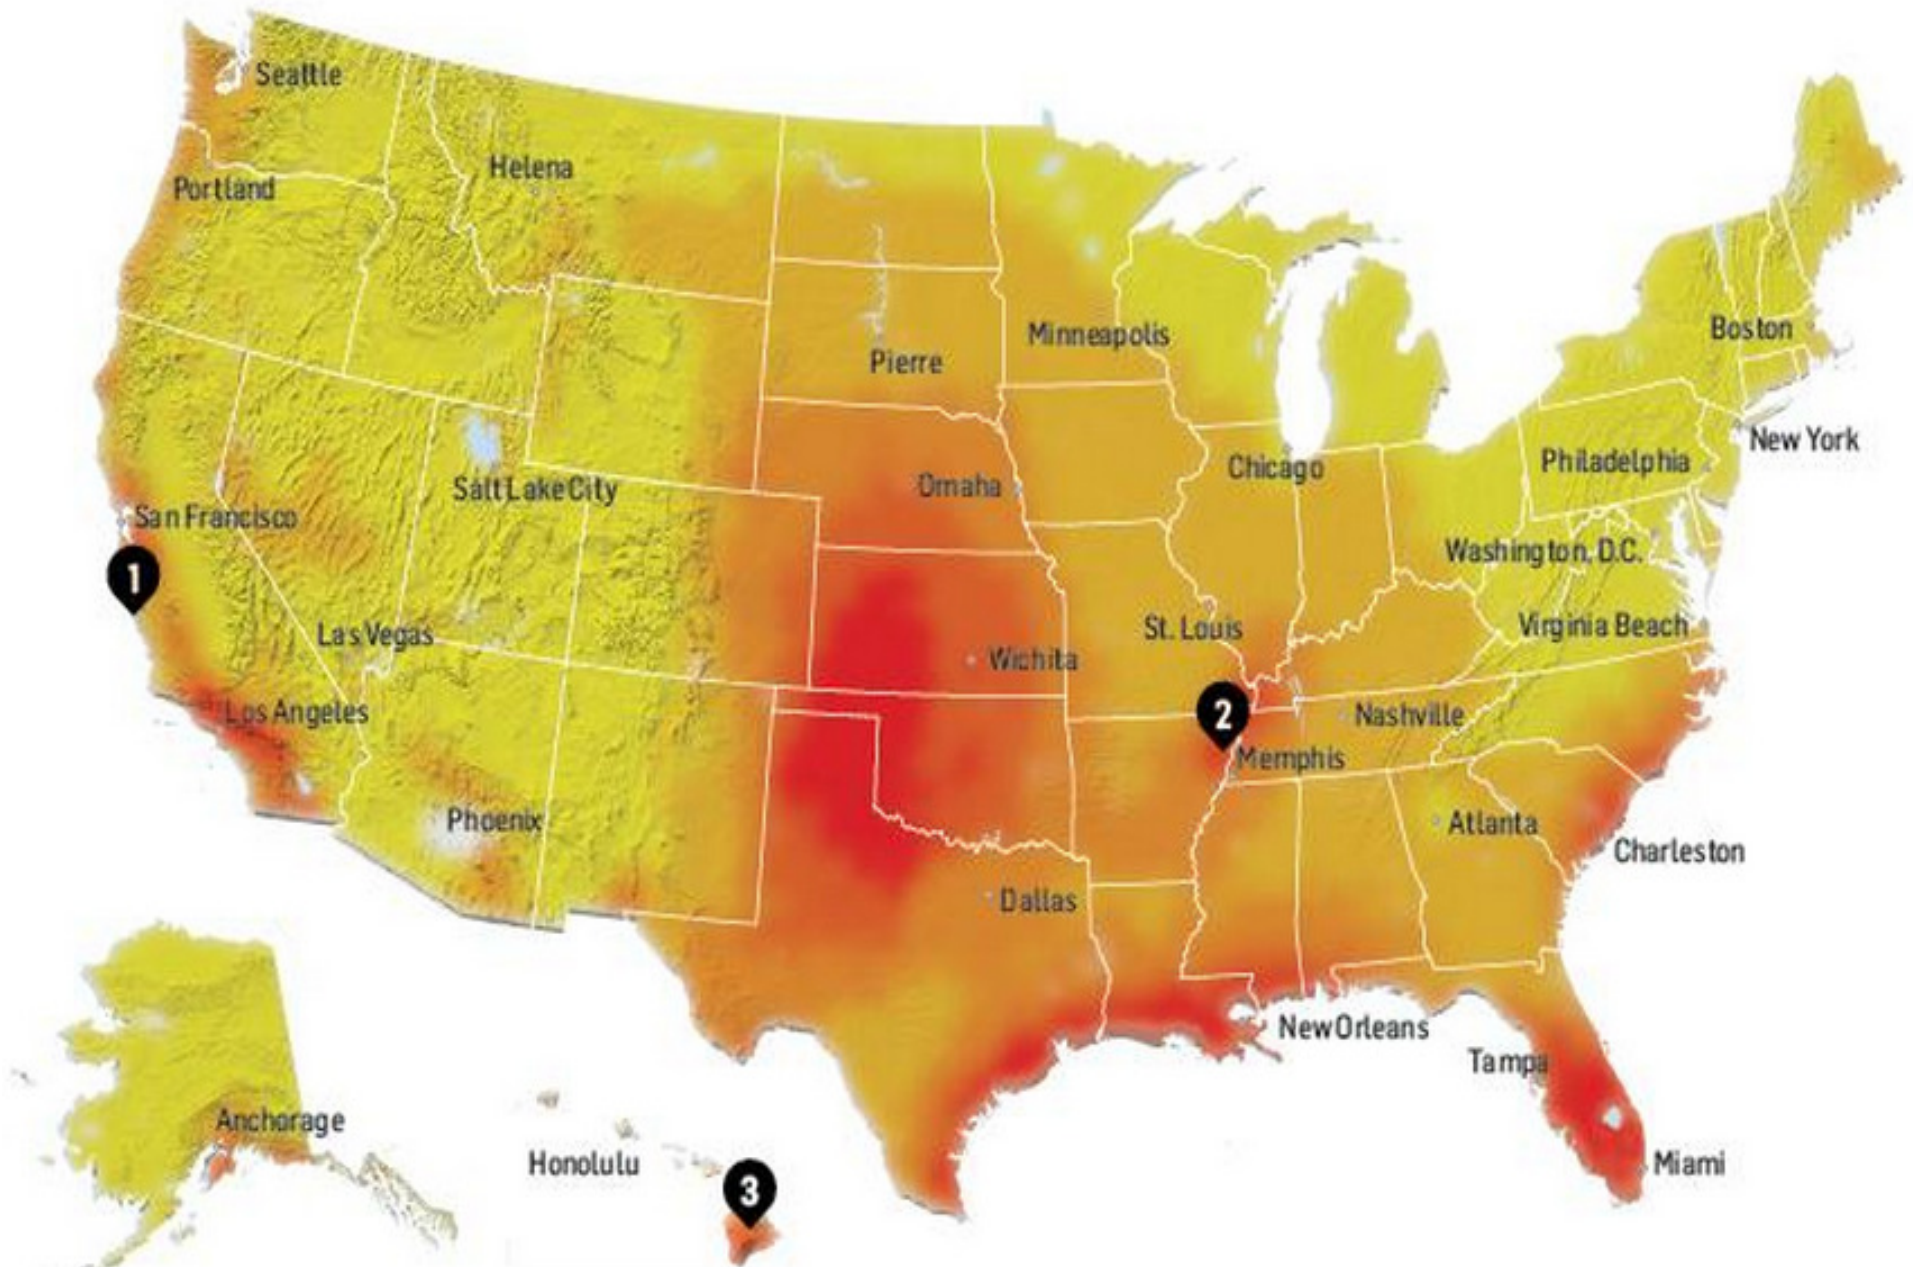 Seattle
Helena
Portland
Minneapolis
Boston
Pierre
New York
Philadelphia
Chicago
Omaha
Salt Lake City
San Francisco
Washington, D.C.
1
Virginia Beach
St. Louis
Las Vegas
Wichita
2
Los Angeles
Nashville
Memphis
Phoenix
Atlanta
Charleston
Dallas
New Orleans
Tampa
Anchorage
Honolulu
Miami
3